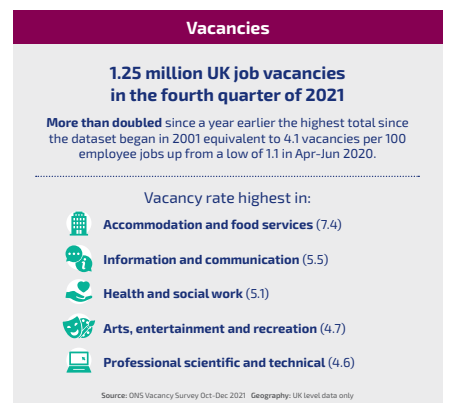 Vacancies
1.25 million UK job vacancies
in the fourth quarter of 2021
More than doubled since a year earlier the highest total since
the dataset began in 2001 equivalent to 4.1 vacancies per 100
employee jobs up from a low of 1.1 in Apr-Jun 2020.
Vacancy rate highest in:
Accommodation and food services (7.4)
Information and communication (5.5)
Health and social work (5.1)
Arts, entertainment and recreation (4.7)
Professional scientific and technical (4.6)
Source: ONS Vacancy Survey Oct-Dec 2021 Geography: UK level data only